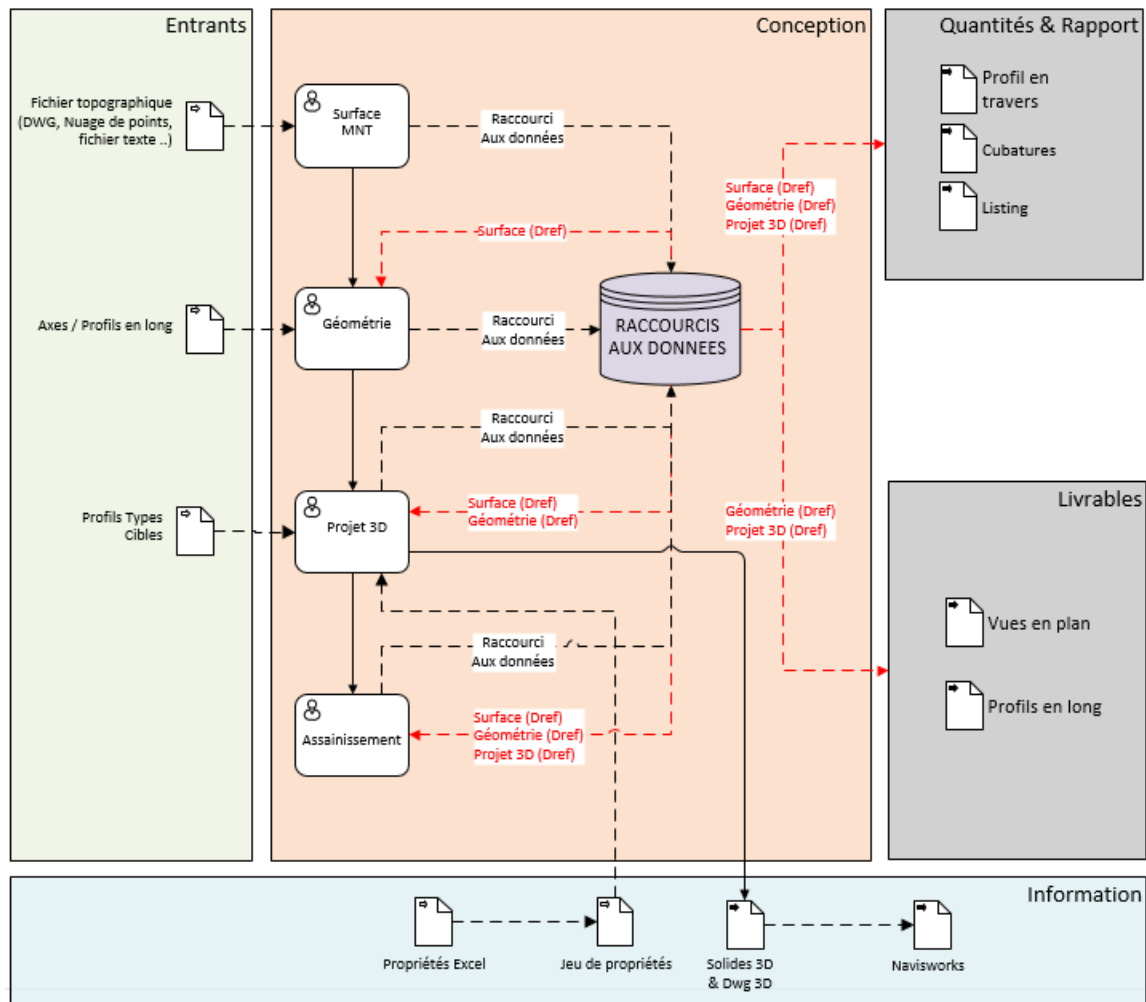 Entrants
Conception
Quantités & Rapport
Fichier topographique
(DWG, Nuage de points,
fichier texte ..)
Surface
MNT
Raccourci
Aux données
Profil en
travers
Cubatures
Listing
Surface (Dref)
Géométrie (Dref)
Projet 3D (Dref)
Surface (Dref)
Axes / Profils en long
Géométrie
Raccourci
Aux données
RACCOURCIS
AUX DONNEES
Raccourci
Aux données
Profils Types
Cibles
Projet 3D
Surface (Dref)
Géométrie (Dref)
Géométrie (Dref)
Projet 3D (Dref)
Livrables
Vues en plan
Profils en long
Raccourci
Aux données
Assainissement
Surface (Dref)
Géométrie (Dref)
Projet 3D (Dref)
Information
Propriétés Excel
Jeu de propriétés
Solides 3D
& Dwg 3D
Navisworks